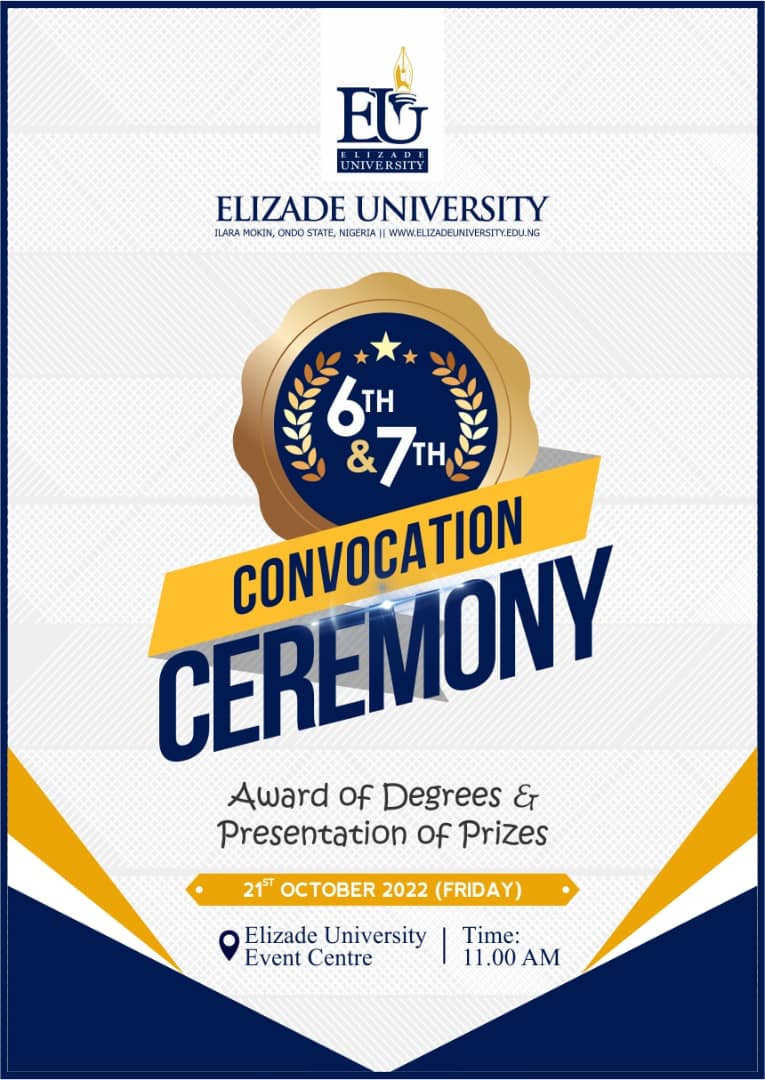 EU
ELIZADE
UNIVERSITY
ELIZADE UNIVERSITY
ILARA MOKIN, ONDO STATE, NIGERIA || WWW.ELIZADEUNIVERSITY.EDU.NG
6TH
& 7TH
CONVOCATION
CEREMONY
Award of Degrees &
Presentation of Prizes
21ST OCTOBER 2022 (FRIDAY)
Elizade University | Time:
Event Centre | 11.00 AM